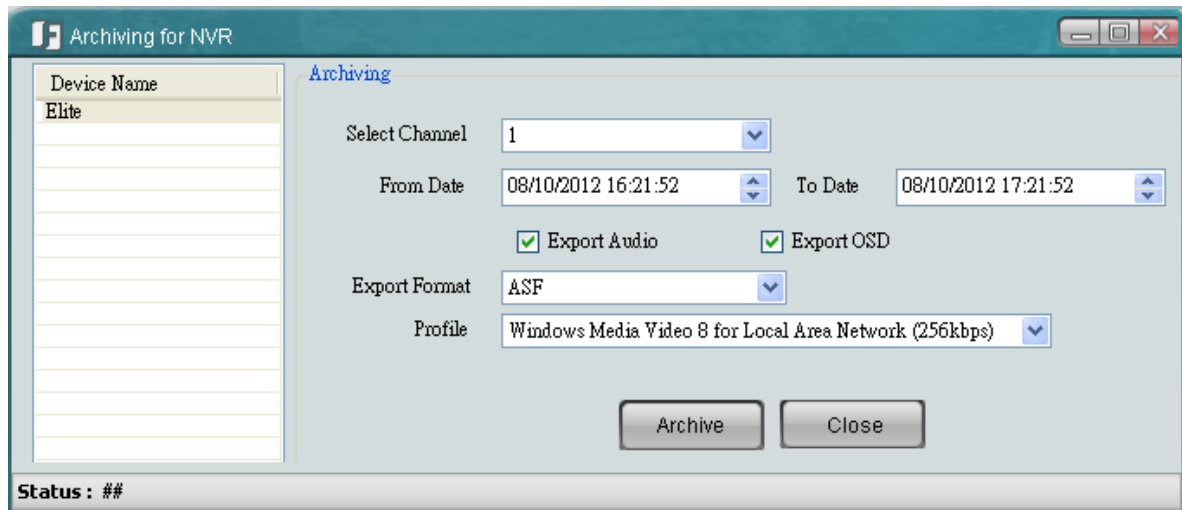 Archiving for NVR
Device Name
Elite
Archiving
Select Channel 1
From Date 08/10/2012 16:21:52 To Date 08/10/2012 17:21:52
Export Audio Export OSD
Export Format ASF
Profile Windows Media Video 8 for Local Area Network (256kbps)
Archive Close
Status : ##